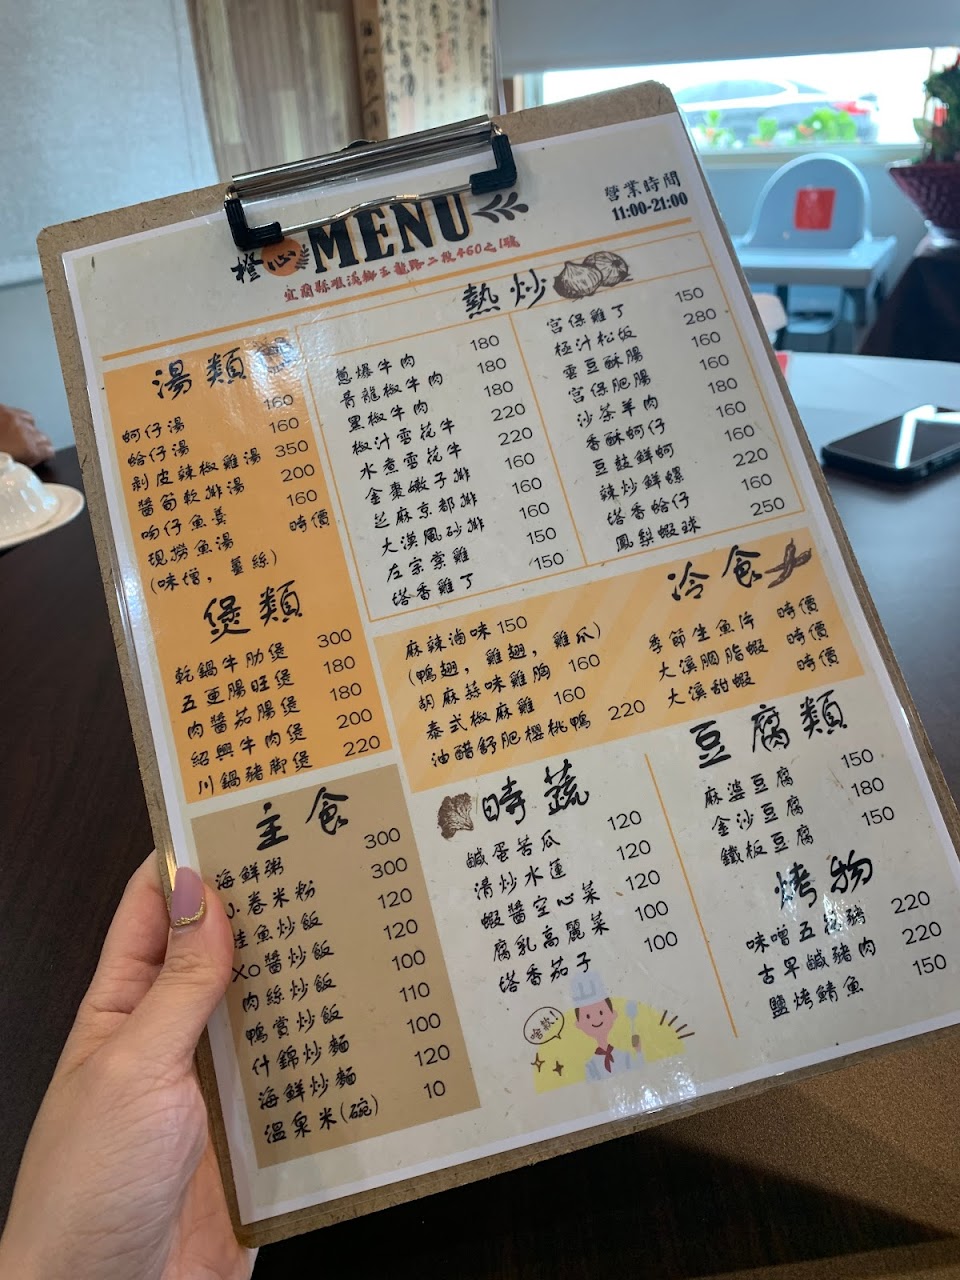 橙心 MENU
營業時間
11:00-21:00
宜蘭縣礁溪鄉玉龍路二段460之1號
湯類
蚵仔湯 160
蛤仔湯 160
剝皮辣椒雞湯 350
醬筍軟排湯 200
吻仔魚羹 160
現撈魚湯 時價
(味增, 薑絲)
煲類
乾鍋牛肋煲 300
五更腸旺煲 180
肉醬茄腸煲 180
紹興牛肉煲 200
川鍋豬腳煲 220
主食
海鮮粥 300
小卷米粉 300
鮭魚炒飯 120
XO醬炒飯 120
肉絲炒飯 100
鴨賞炒飯 110
什錦炒麵 100
海鮮炒麵 120
溫泉米(碗) 10
熱炒
蔥爆牛肉 180
青龍椒牛肉 180
黑椒牛肉 180
椒汁雪花牛 220
水煮雪花牛 220
金棗嫩子排 160
芝麻京都排 160
大漠風砂排 160
左宗棠雞 150
塔香雞丁 150
宮保雞丁 150
極汁松坂 280
雲豆酥腸 160
宮保肥腸 160
沙茶羊肉 180
香酥蚵仔 160
豆鼓鮮蚵 160
辣炒鮮螺 220
塔香蛤仔 160
鳳梨蝦球 250
冷食
麻辣滷味 150
(鴨翅, 雞翅, 雞爪)
胡麻蒜味雞胸 160
泰式椒麻雞 160
油醋舒肥櫻桃鴨 220
季節生魚片 時價
大溪胭脂蝦 時價
大溪甜蝦 時價
時蔬
鹹蛋苦瓜 120
清炒水蓮 120
蝦醬空心菜 120
腐乳高麗菜 100
塔香茄子 100
啥款!
豆腐類
麻婆豆腐 150
金沙豆腐 180
鐵板豆腐 150
烤物
味噌五花豬 220
古早鹹豬肉 220
鹽烤鯖魚 150